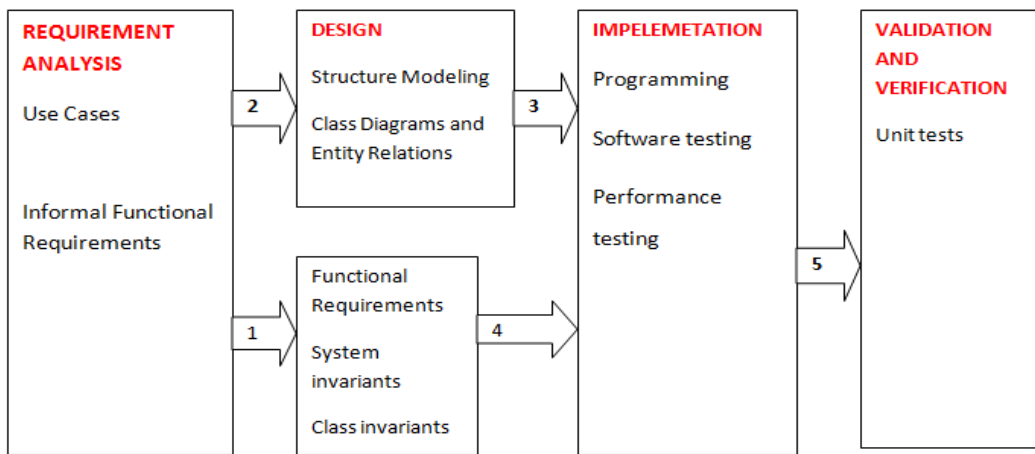 REQUIREMENT
ANALYSIS
Use Cases
Informal Functional
Requirements
2
1
DESIGN
Structure Modeling
Class Diagrams and
Entity Relations
Functional
Requirements
System
invariants
Class invariants
3
4
IMPELEMETATION
Programming
Software testing
Performance
testing
5
VALIDATION
AND
VERIFICATION
Unit tests